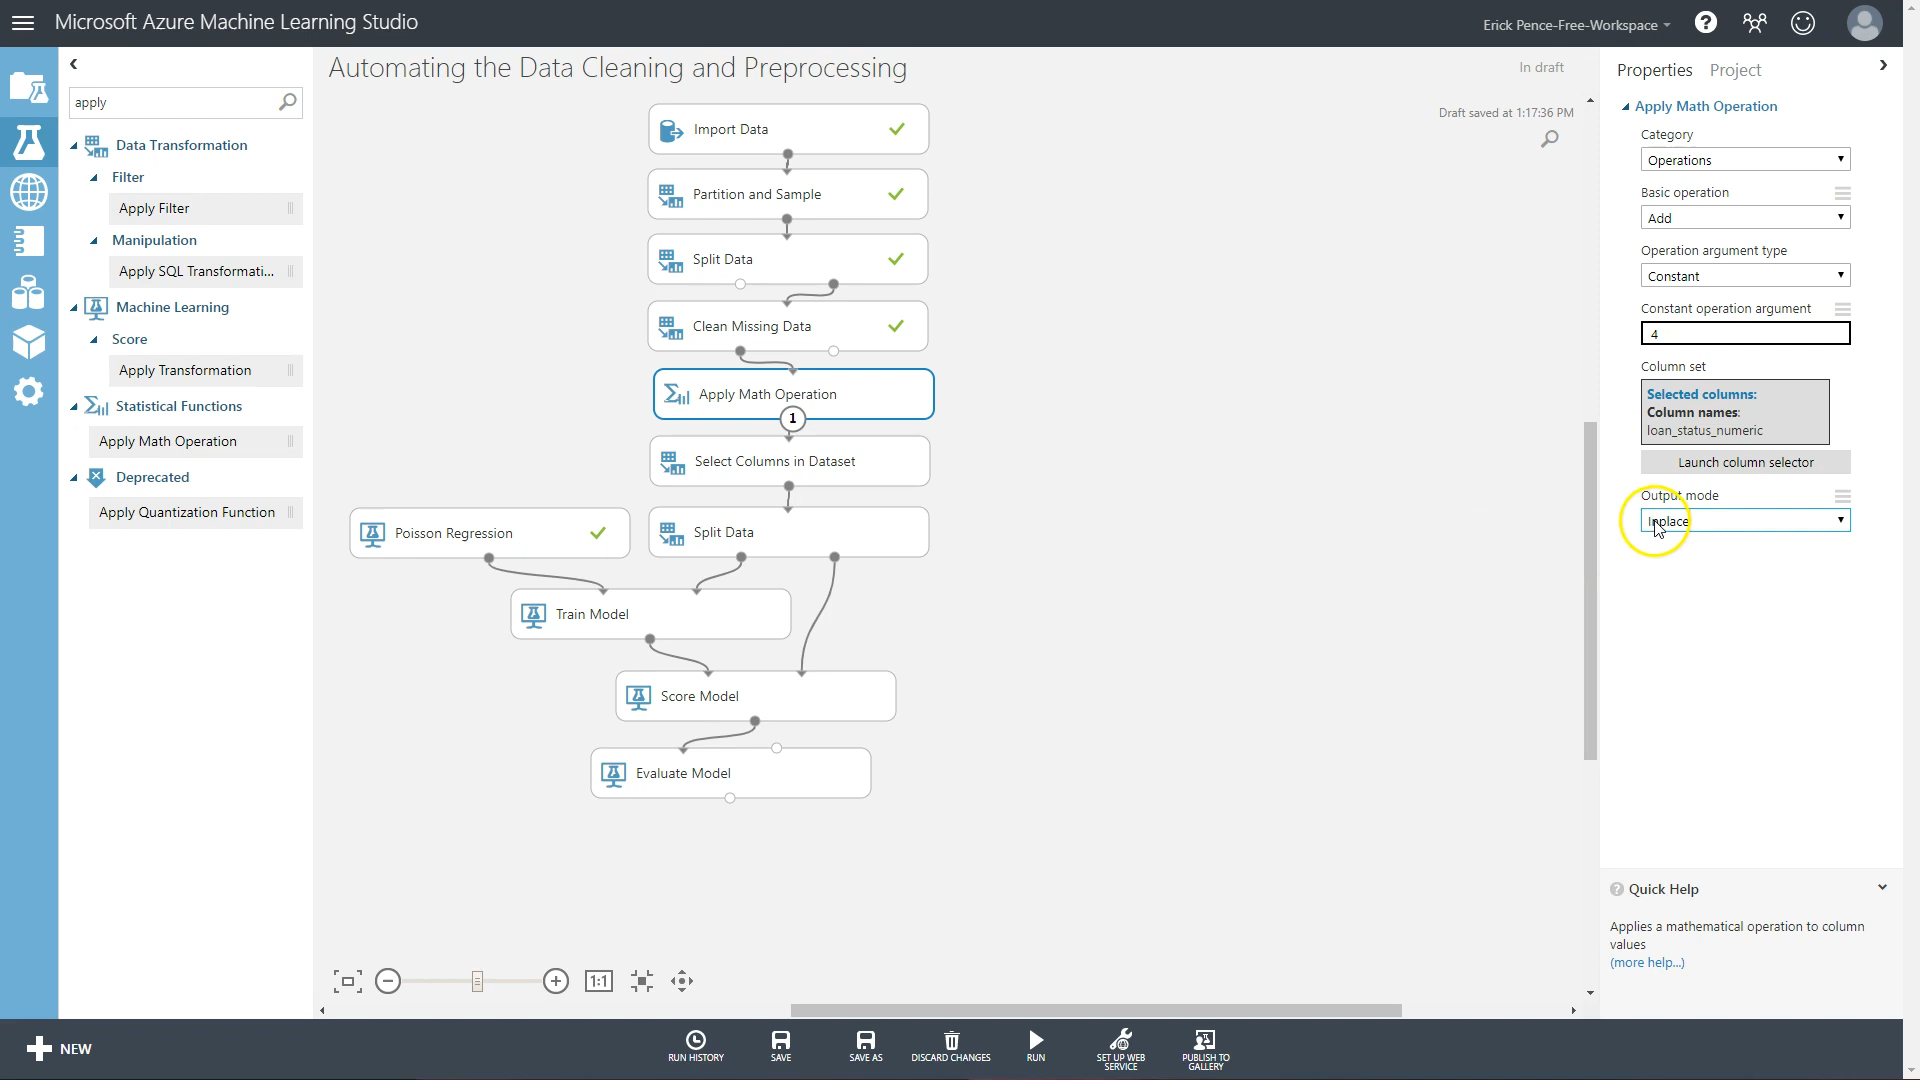 Microsoft Azure Machine Learning Studio
Erick Pence-Free-Workspace
?
apply
Data Transformation
Filter
Apply Filter
Manipulation
Apply SQL Transformati...
Machine Learning
Score
Apply Transformation
Statistical Functions
Apply Math Operation
Deprecated
Apply Quantization Function
Automating the Data Cleaning and Preprocessing
In draft
Draft saved at 1:17:36 PM
Import Data
Partition and Sample
Split Data
Clean Missing Data
Apply Math Operation
1
Select Columns in Dataset
Poisson Regression
Split Data
Train Model
Score Model
Evaluate Model
1:1
Properties Project
Apply Math Operation
Category
Operations
Basic operation
Add
Operation argument type
Constant
Constant operation argument
4
Column set
Selected columns:
Column names:
loan_status_numeric
Launch column selector
Output mode
Inplace
? Quick Help
Applies a mathematical operation to column
values
(more help...)
NEW
RUN HISTORY
SAVE
SAVE AS
DISCARD CHANGES
RUN
SET UP WEB
SERVICE
PUBLISH TO
GALLERY